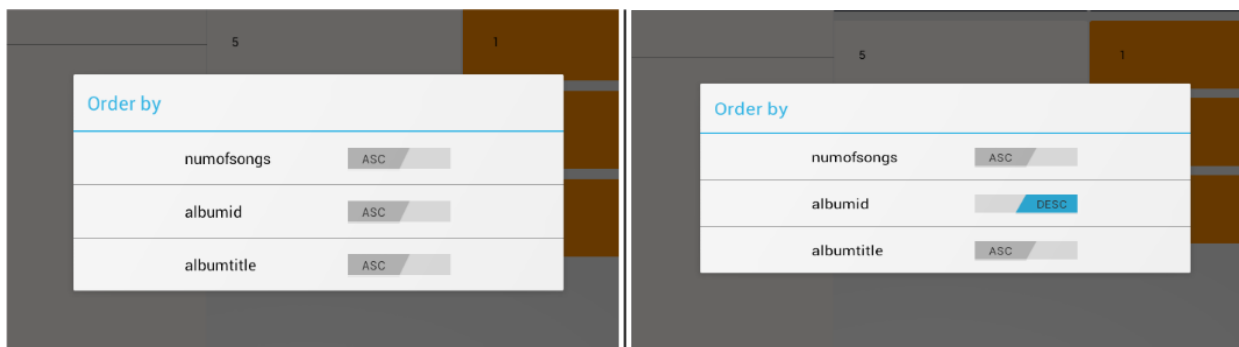 5 1
Order by
numofsongs ASC
albumid ASC
albumtitle ASC
5 1
Order by
numofsongs ASC
albumid DESC
albumtitle ASC